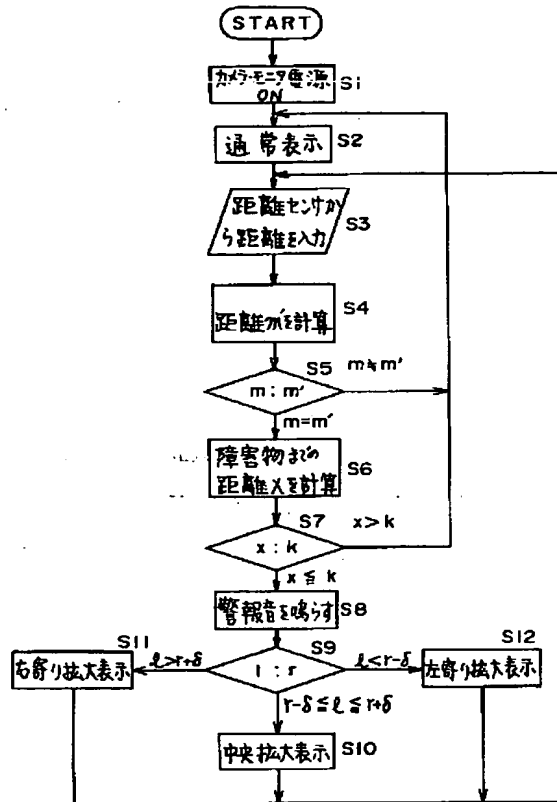 START
カメラ・モニタ電源
ON
S1
通常表示
S2
距離センサか
ら距離を入力
S3
S4
距離m'を計算
S5
m≒m'
m:m'
m=m'
障害物までの
距離xを計算
S6
S7
x>k
x:k
x≦k
警報音を鳴らす
S8
S11
S9
S12
右寄り拡大表示
ℓ>r+δ
l:r
ℓ<r-δ
左寄り拡大表示
r-δ≦ℓ≦r+δ
中央拡大表示
S10